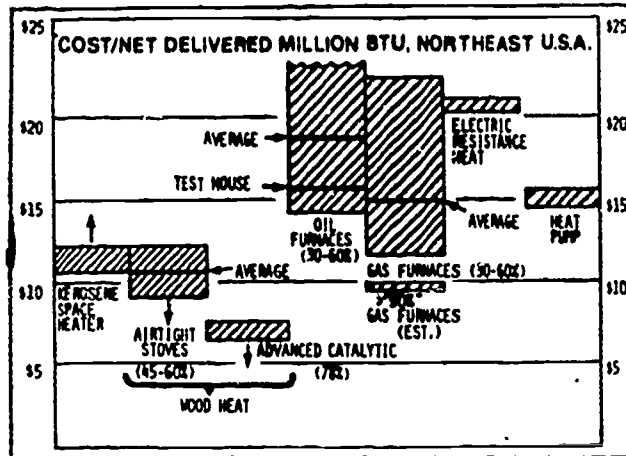 $25
COST/NET DELIVERED MILLION BTU, NORTHEAST U.S.A.
$25
$20
AVERAGE
ELECTRIC
RESISTANCE
HEAT
$20
TEST HOUSE
$15
OIL
FURNACES
(30-60%)
AVERAGE
HEAT
PUMP
$15
AVERAGE
GAS FURNACES (50-60%)
$10
KEROSENE
SPACE
HEATER
GAS FURNACES
(EST.)
$10
AIRTIGHT
STOVES
(45-60%)
ADVANCED CATALYTIC
(78%)
$5
$5
WOOD HEAT